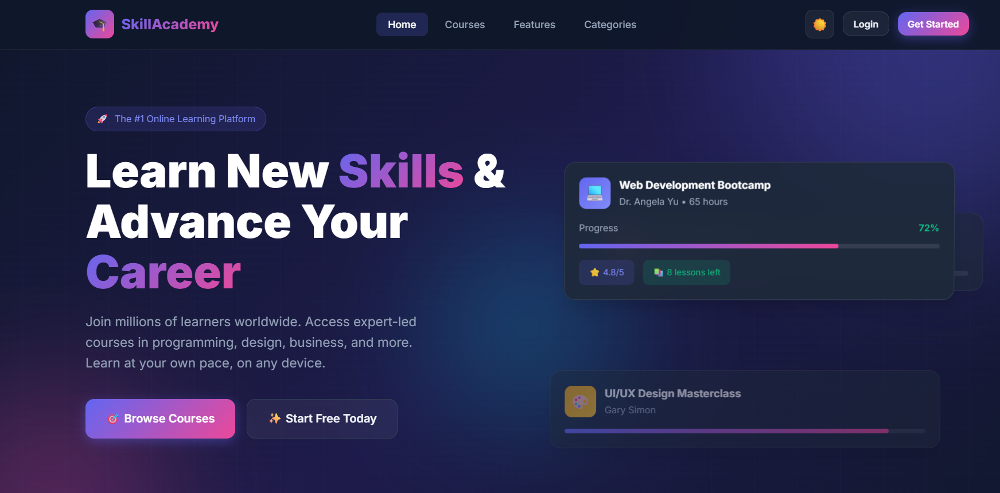 SkillAcademy
Home
Courses
Features
Categories
Login
Get Started
The #1 Online Learning Platform
Learn New Skills &
Advance Your
Career
Join millions of learners worldwide. Access expert-led
courses in programming, design, business, and more.
Learn at your own pace, on any device.
Browse Courses
Start Free Today
Web Development Bootcamp
Dr. Angela Yu • 65 hours
Progress
72%
4.8/5
8 lessons left
UI/UX Design Masterclass
Gary Simon